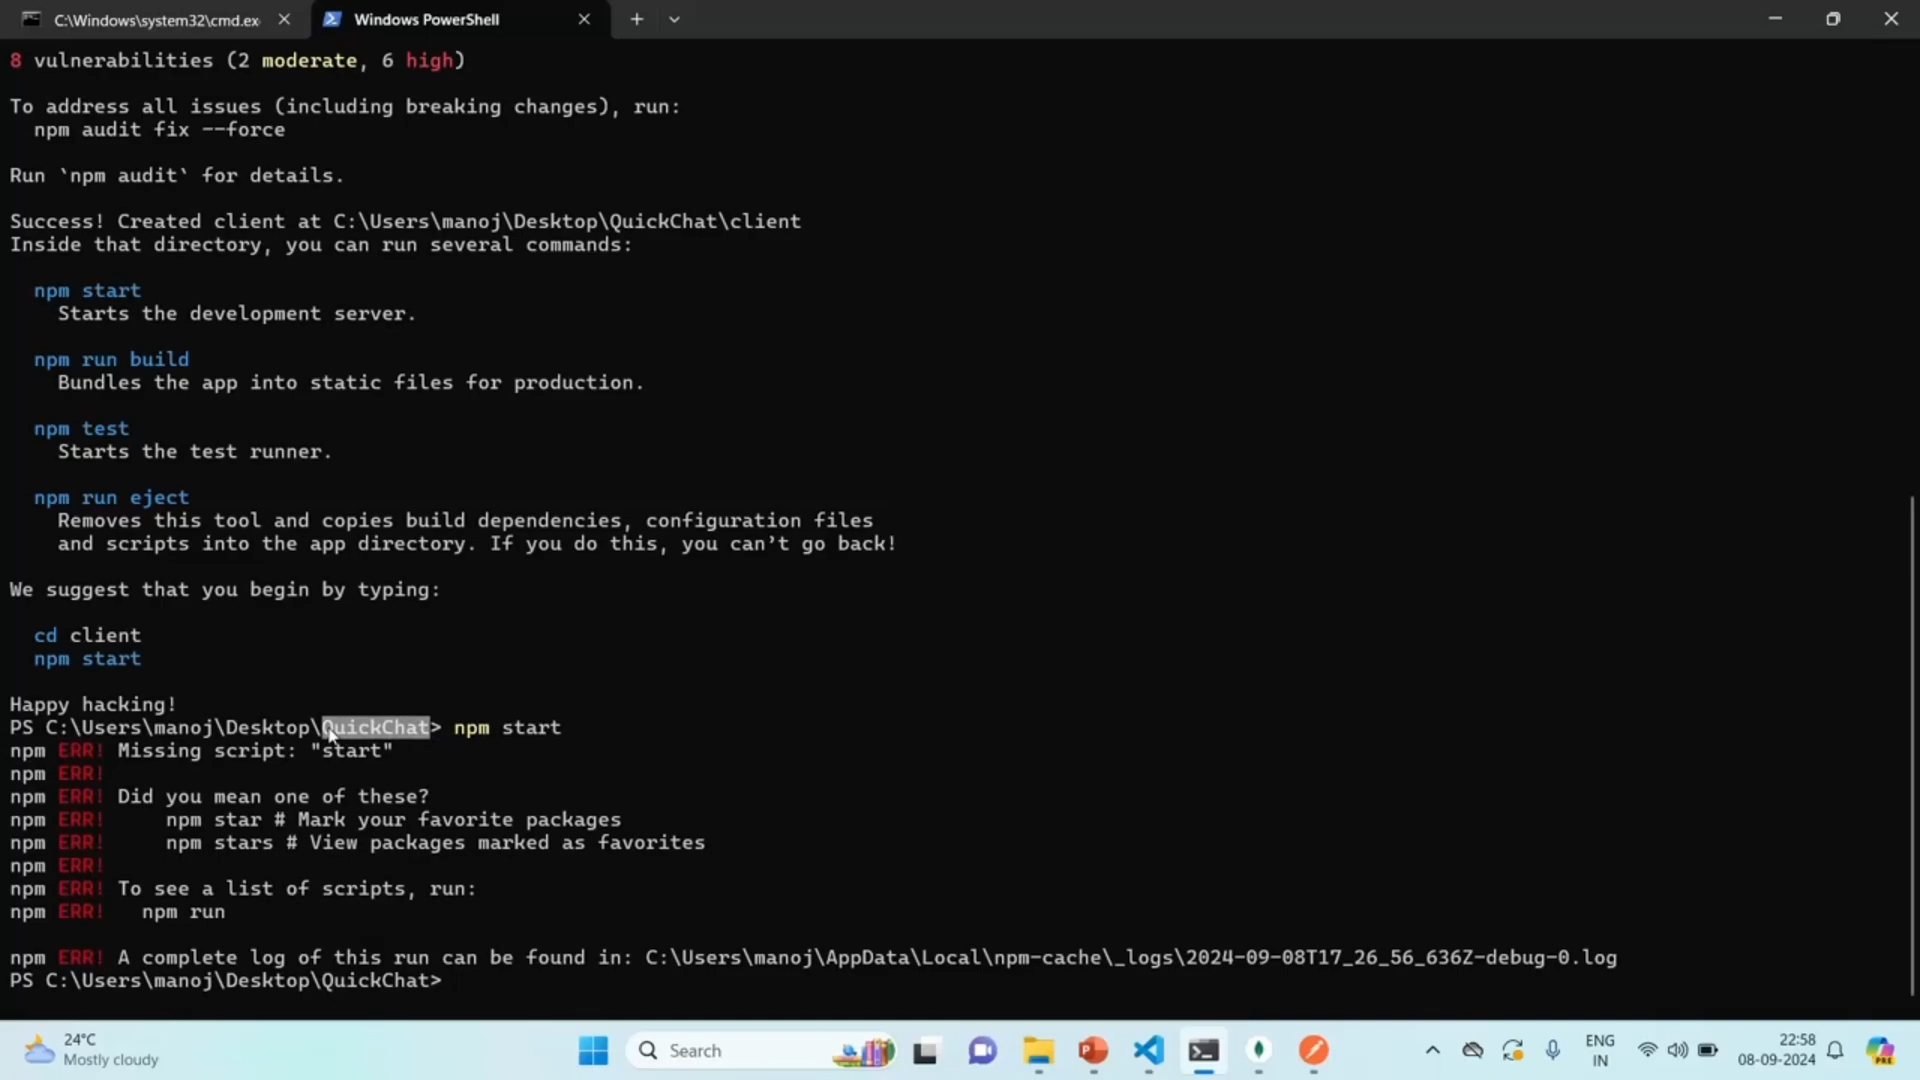 C:\Windows\system32\cmd.ex
Windows PowerShell
8 vulnerabilities (2 moderate, 6 high)
To address all issues (including breaking changes), run:
npm audit fix --force
Run `npm audit` for details.
Success! Created client at C:\Users\manoj\Desktop\QuickChat\client
Inside that directory, you can run several commands:
npm start
Starts the development server.
npm run build
Bundles the app into static files for production.
npm test
Starts the test runner.
npm run eject
Removes this tool and copies build dependencies, configuration files
and scripts into the app directory. If you do this, you can’t go back!
We suggest that you begin by typing:
cd client
npm start
Happy hacking!
PS C:\Users\manoj\Desktop\QuickChat> npm start
npm ERR! Missing script: "start"
npm ERR!
npm ERR! Did you mean one of these?
npm ERR!     npm star # Mark your favorite packages
npm ERR!     npm stars # View packages marked as favorites
npm ERR!
npm ERR! To see a list of scripts, run:
npm ERR!   npm run
npm ERR! A complete log of this run can be found in: C:\Users\manoj\AppData\Local\npm-cache\_logs\2024-09-08T17_26_56_636Z-debug-0.log
PS C:\Users\manoj\Desktop\QuickChat>
24°C
Mostly cloudy
Search
ENG
IN
22:58
08-09-2024
PRE